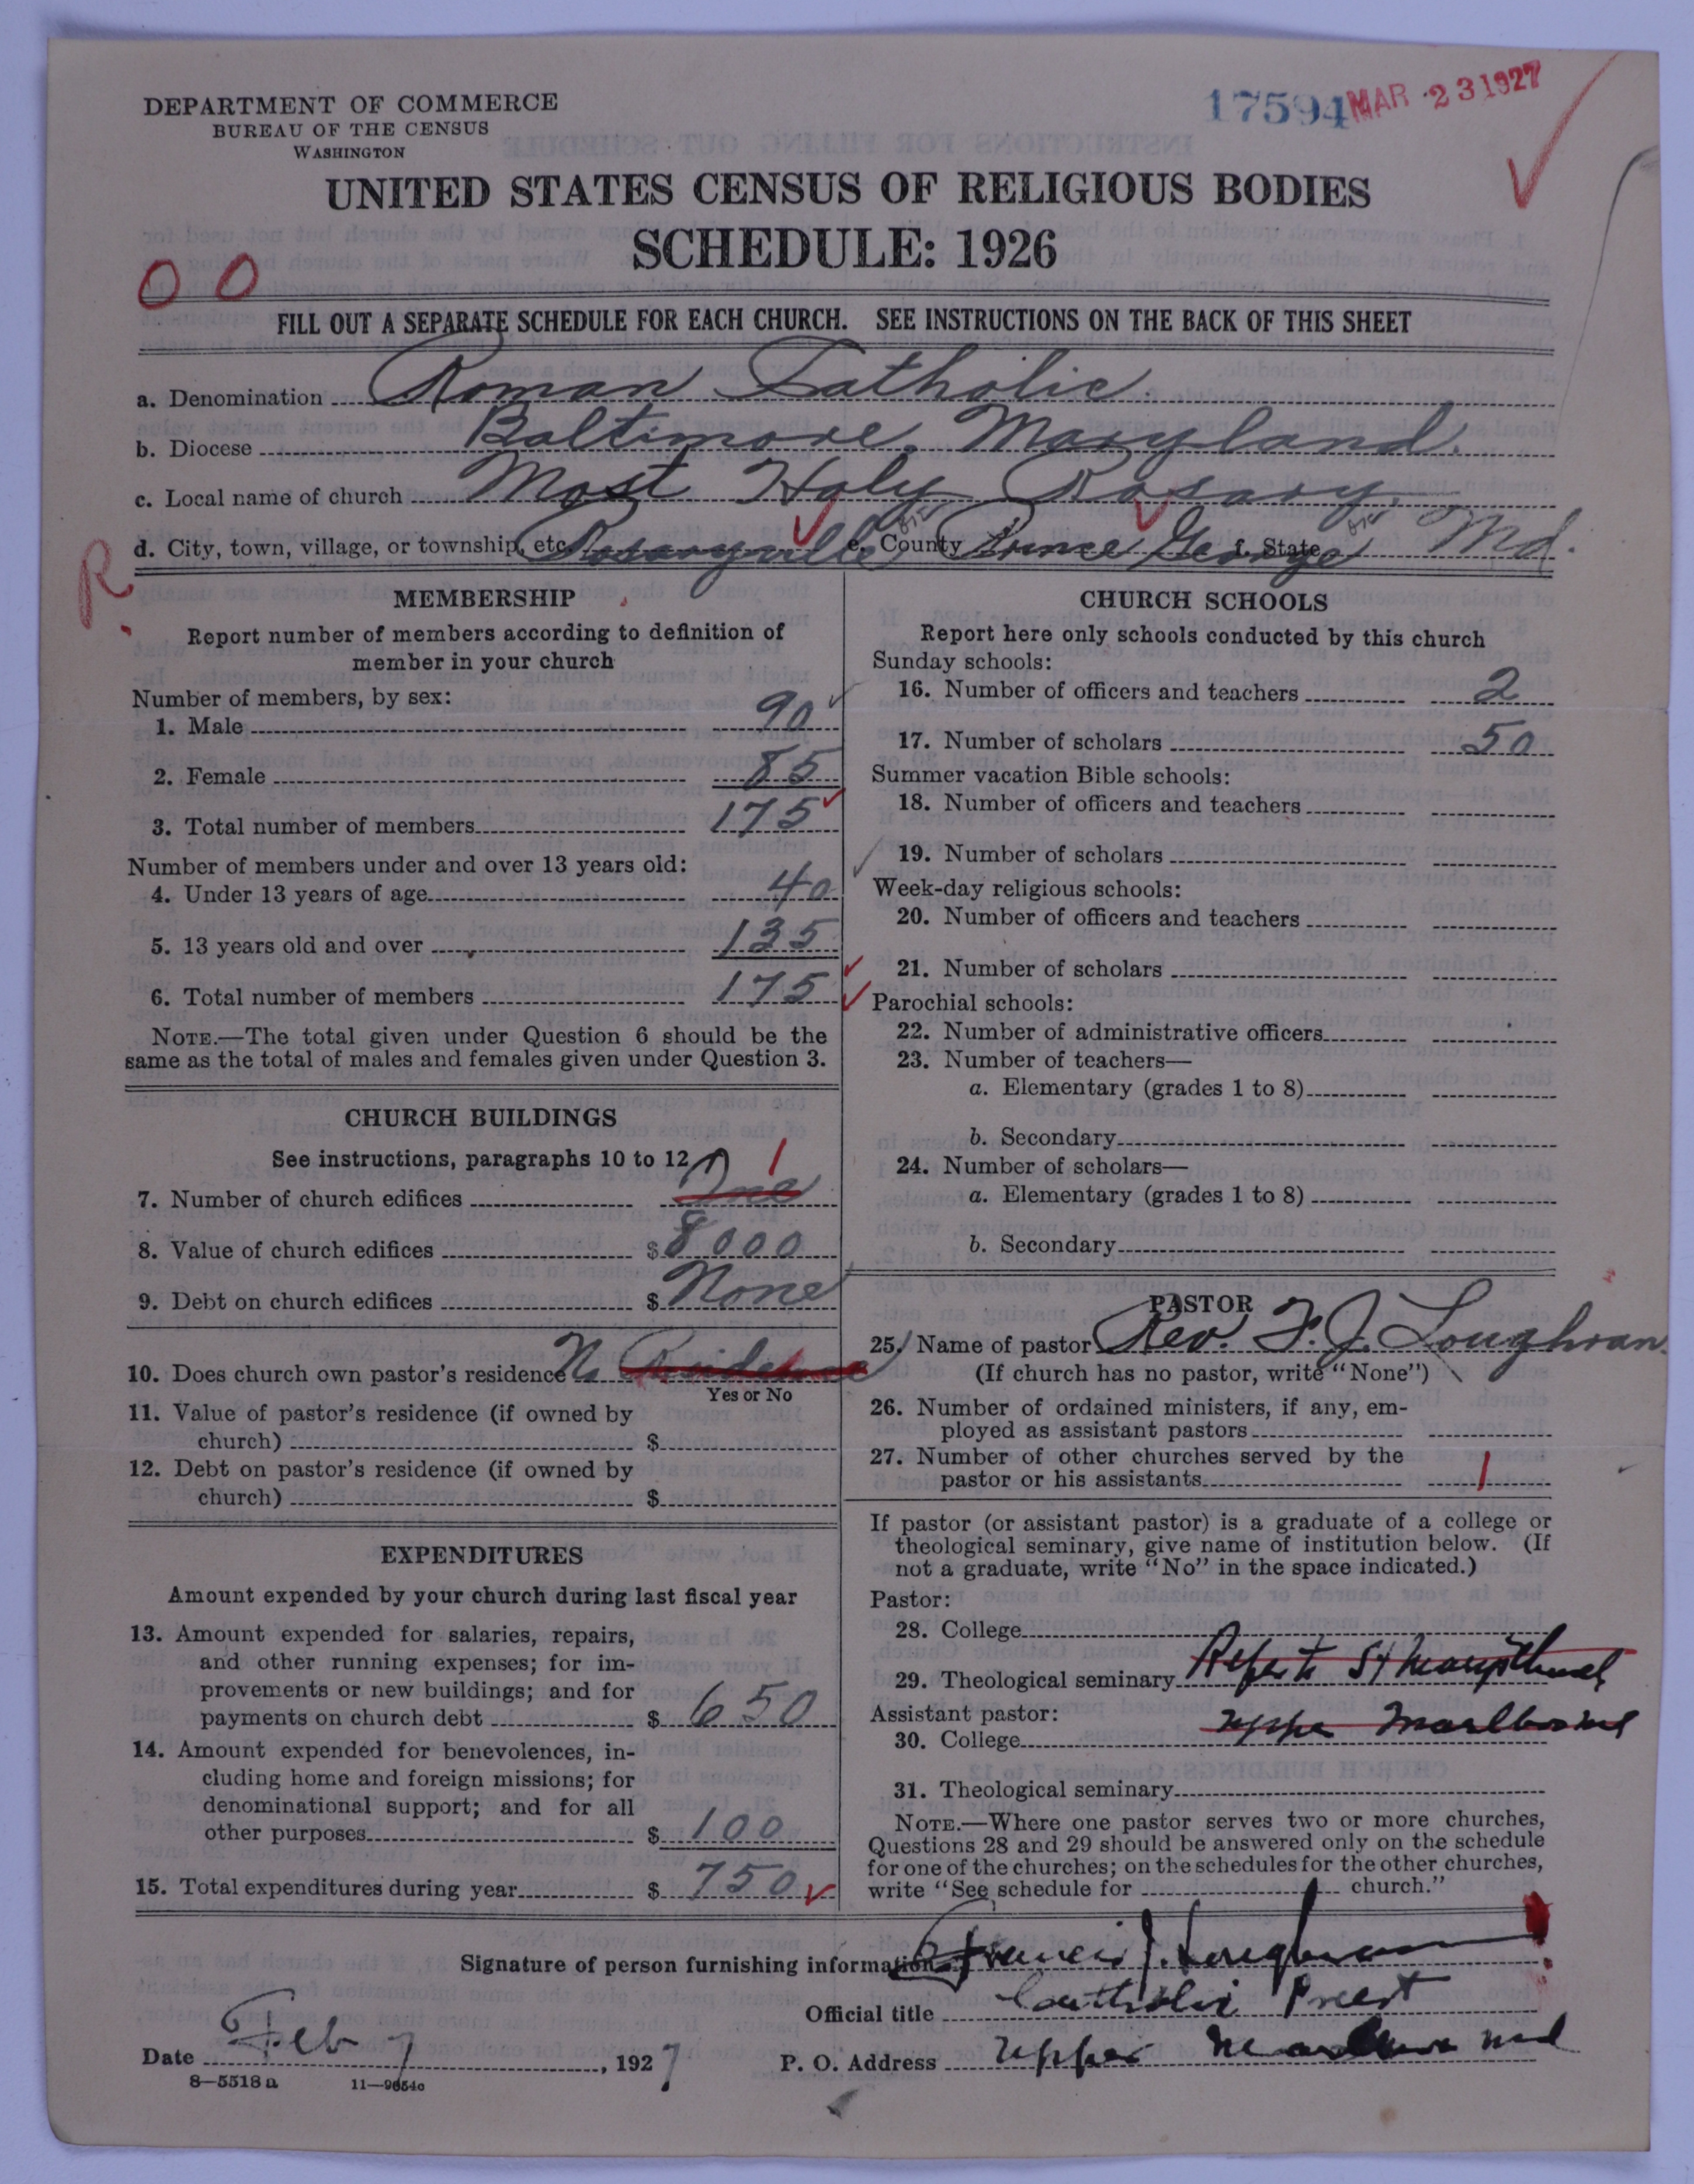 DEPARTMENT OF COMMERCE
BUREAU OF THE CENSUS
WASHINGTON
17594 MAR 23 1927
UNITED STATES CENSUS OF RELIGIOUS BODIES
SCHEDULE: 1926
O O
FILL OUT A SEPARATE SCHEDULE FOR EACH CHURCH. SEE INSTRUCTIONS ON THE BACK OF THIS SHEET
a. Denomination Roman Catholic
b. Diocese Baltimore, Maryland.
c. Local name of church Most Holy Rosary.
d. City, town, village, or township, etc. Rosaryville e. County Prince George f. State Md.
R
MEMBERSHIP
Report number of members according to definition of
member in your church
Number of members, by sex:
1. Male 90
2. Female 85
3. Total number of members 175
Number of members under and over 13 years old:
4. Under 13 years of age 40
5. 13 years old and over 135
6. Total number of members 175
NOTE.—The total given under Question 6 should be the
same as the total of males and females given under Question 3.
CHURCH BUILDINGS
See instructions, paragraphs 10 to 12
7. Number of church edifices One 1
8. Value of church edifices $ 8000
9. Debt on church edifices $ None
10. Does church own pastor's residence No Residence
Yes or No
11. Value of pastor's residence (if owned by
church) $
12. Debt on pastor's residence (if owned by
church) $
EXPENDITURES
Amount expended by your church during last fiscal year
13. Amount expended for salaries, repairs,
and other running expenses; for im-
provements or new buildings; and for
payments on church debt $ 650
14. Amount expended for benevolences, in-
cluding home and foreign missions; for
denominational support; and for all
other purposes $ 100
15. Total expenditures during year $ 750
CHURCH SCHOOLS
Report here only schools conducted by this church
Sunday schools:
16. Number of officers and teachers 2
17. Number of scholars 50
Summer vacation Bible schools:
18. Number of officers and teachers
19. Number of scholars
Week-day religious schools:
20. Number of officers and teachers
21. Number of scholars
Parochial schools:
22. Number of administrative officers
23. Number of teachers—
a. Elementary (grades 1 to 8)
b. Secondary
24. Number of scholars—
a. Elementary (grades 1 to 8)
b. Secondary
PASTOR
25. Name of pastor Rev. F. J. Loughran
(If church has no pastor, write "None")
26. Number of ordained ministers, if any, em-
ployed as assistant pastors
27. Number of other churches served by the
pastor or his assistants 1
If pastor (or assistant pastor) is a graduate of a college or
theological seminary, give name of institution below. (If
not a graduate, write "No" in the space indicated.)
Pastor:
28. College
29. Theological seminary St
Assistant pastor:
Upper Marlboro Md
30. College
31. Theological seminary
NOTE.—Where one pastor serves two or more churches,
Questions 28 and 29 should be answered only on the schedule
for one of the churches; on the schedules for the other churches,
write "See schedule for church."
Signature of person furnishing information Francis J. Loughran
Official title Catholic Priest
Date Feb 7, 1927 P. O. Address Upper Marlboro Md
8—5518 a 11—9654c